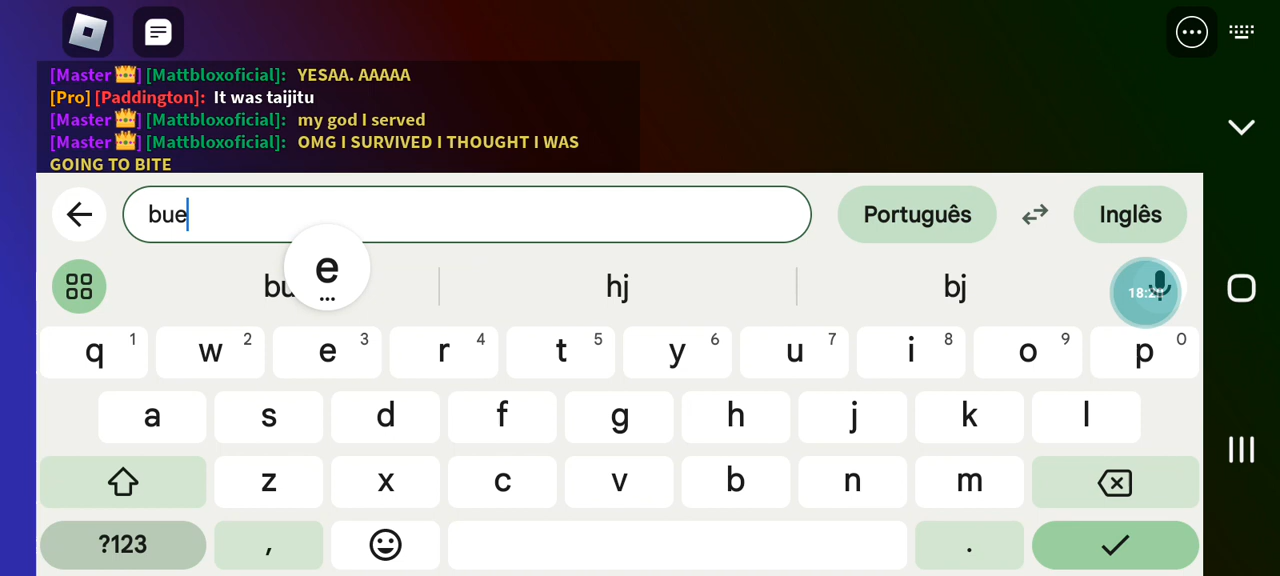 [Master👑] [Mattbloxoficial]: YESAA. AAAAA
[Pro] [Paddington]: It was taijitu
[Master👑] [Mattbloxoficial]: my god I served
[Master👑] [Mattbloxoficial]: OMG I SURVIVED I THOUGHT I WAS
GOING TO BITE
bue
Português
Inglês
e
hj
bj
q 1 w 2 e 3 r 4 t 5 y 6 u 7 i 8 o 9 p 0
a s d f g h j k l
z x c v b n m
?123 , .